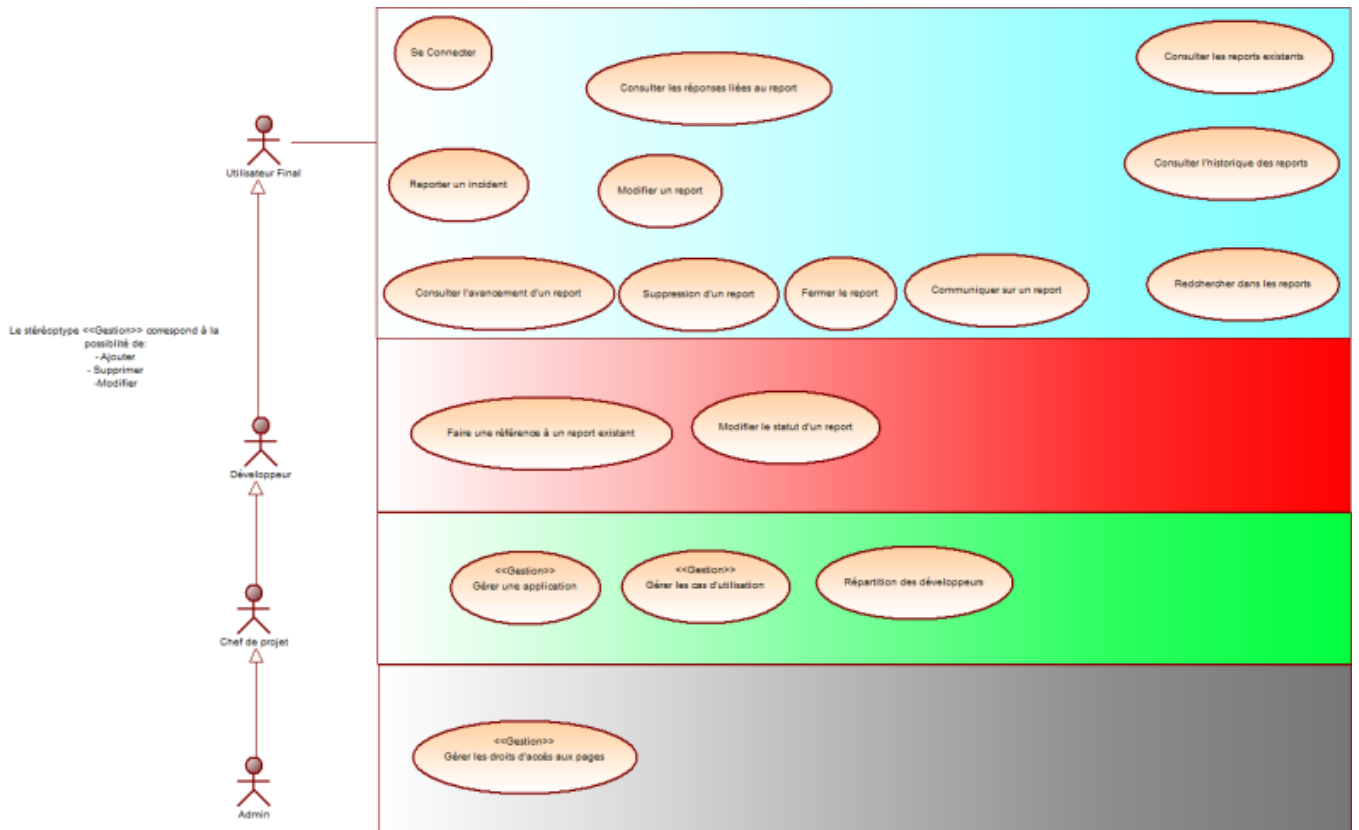 Se Connecter
Consulter les réponses liées au report
Consulter les reports existants
Utilisateur Final
Reporter un incident
Modifier un report
Consulter l'historique des reports
Consulter l'avancement d'un report
Suppression d'un report
Fermer le report
Communiquer sur un report
Redchercher dans les reports
Le stéréoptype <<Gestion>> correspond à la
possiblité de:
- Ajouter
- Supprimer
-Modifier
Faire une référence à un report existant
Modifier le statut d'un report
Développeur
<<Gestion>>
Gérer une application
<<Gestion>>
Gérer les cas d'utilisation
Répartition des développeurs
Chef de projet
<<Gestion>>
Gérer les droits d'accès aux pages
Admin